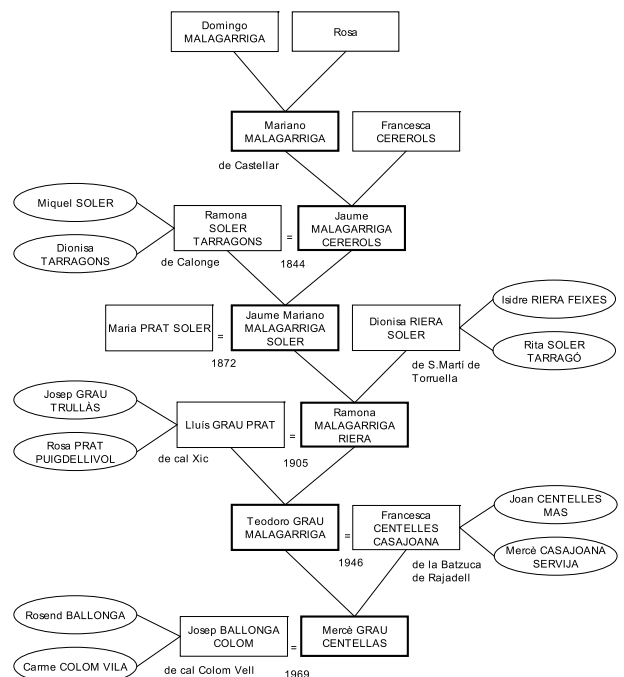 Domingo
MALAGARRIGA
Rosa
Mariano
MALAGARRIGA
Francesca
CEREROLS
de Castellar
Miquel SOLER
Dionisa
TARRAGONS
Ramona
SOLER
TARRAGONS
=
Jaume
MALAGARRIGA
CEREROLS
de Calonge
1844
Maria PRAT SOLER
=
Jaume Mariano
MALAGARRIGA
SOLER
Dionisa RIERA
SOLER
Isidre RIERA FEIXES
Rita SOLER
TARRAGÓ
1872
de S.Martí de
Torruella
Josep GRAU
TRULLÀS
Rosa PRAT
PUIGDELLIVOL
Lluís GRAU PRAT
=
Ramona
MALAGARRIGA
RIERA
de cal Xic
1905
Teodoro GRAU
MALAGARRIGA
=
Francesca
CENTELLES
CASAJOANA
Joan CENTELLES
MAS
Mercè CASAJOANA
SERVIJA
1946
de la Batzuca
de Rajadell
Rosend BALLONGA
Carme COLOM VILA
Josep BALLONGA
COLOM
=
Mercè GRAU
CENTELLAS
de cal Colom Vell
1969